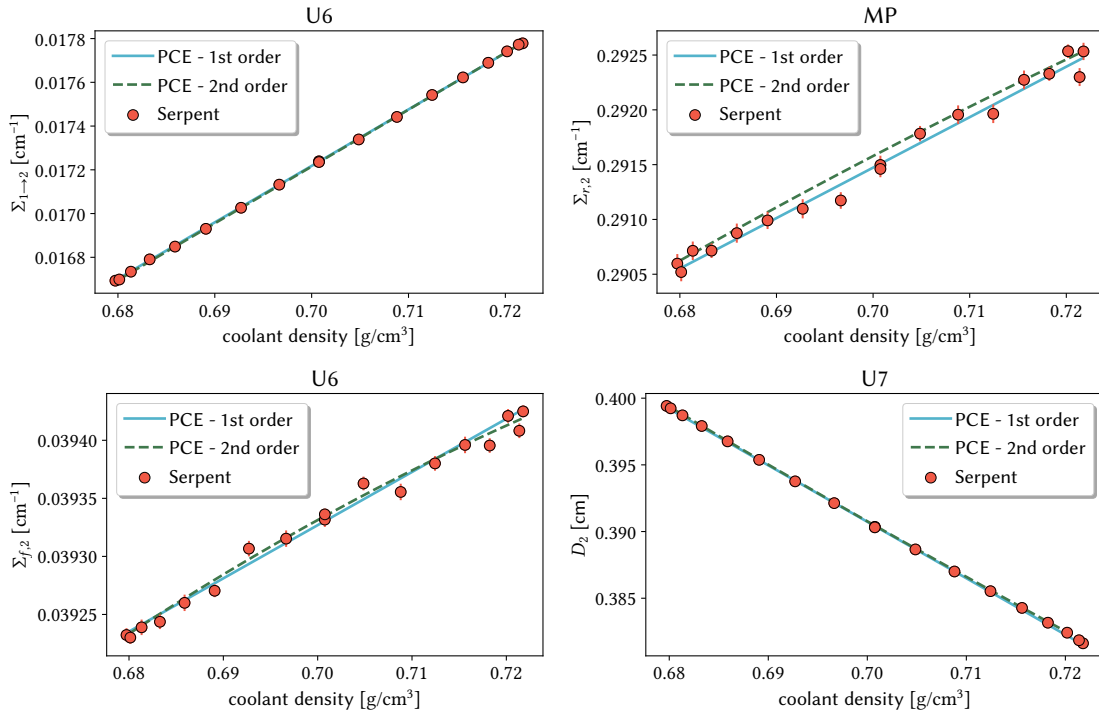 U6
PCE - 1st order
PCE - 2nd order
Serpent
Σ1→2 [cm−1]
0.0178
0.0176
0.0174
0.0172
0.0170
0.0168
0.68 0.69 0.70 0.71 0.72
coolant density [g/cm3]
MP
PCE - 1st order
PCE - 2nd order
Serpent
Σr,2 [cm−1]
0.2925
0.2920
0.2915
0.2910
0.2905
0.68 0.69 0.70 0.71 0.72
coolant density [g/cm3]
U6
PCE - 1st order
PCE - 2nd order
Serpent
Σf,2 [cm−1]
0.03940
0.03935
0.03930
0.03925
0.68 0.69 0.70 0.71 0.72
coolant density [g/cm3]
U7
PCE - 1st order
PCE - 2nd order
Serpent
D2 [cm]
0.400
0.395
0.390
0.385
0.68 0.69 0.70 0.71 0.72
coolant density [g/cm3]